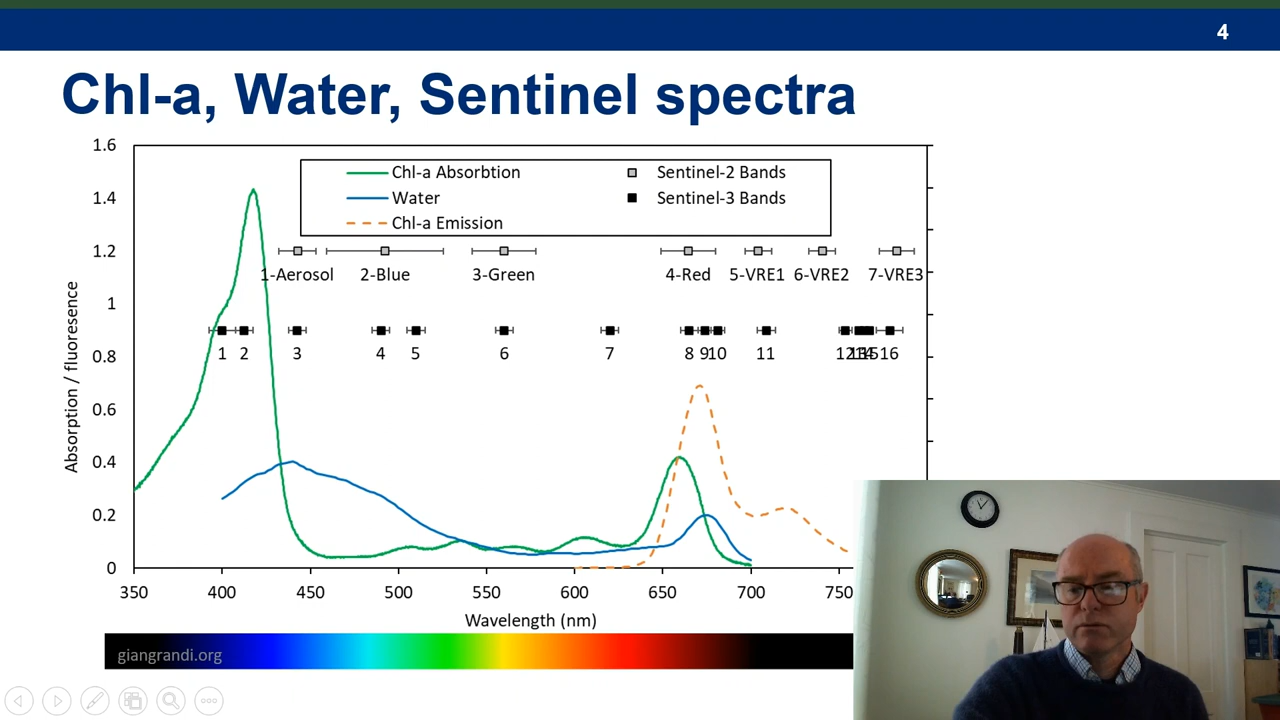 4
Chl-a, Water, Sentinel spectra
1.6
1.4
1.2
1
0.8
0.6
0.4
0.2
0
Absorption / fluoresence
Chl-a Absorbtion
Water
Chl-a Emission
Sentinel-2 Bands
Sentinel-3 Bands
1-Aerosol 2-Blue 3-Green 4-Red 5-VRE1 6-VRE2 7-VRE3
1 2 3 4 5 6 7 8 9 10 11 12 16
350 400 450 500 550 600 650 700 750
Wavelength (nm)
giangrandi.org